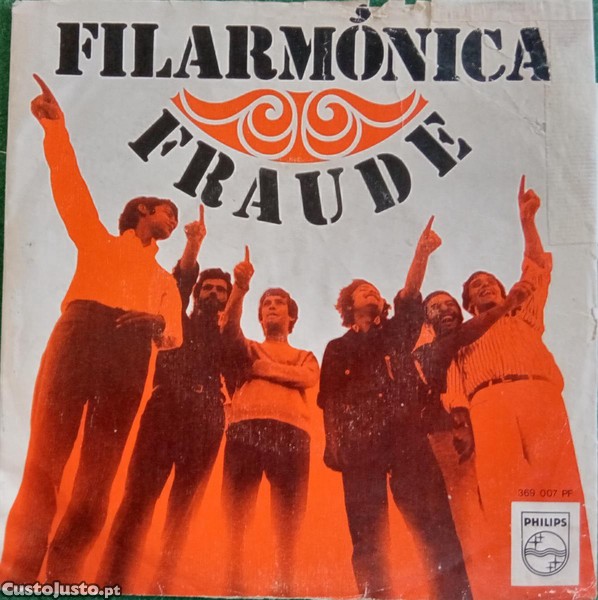 FILARMÓNICA
FRAUDE
369 007 PF
PHILIPS
CustoJusto.pt